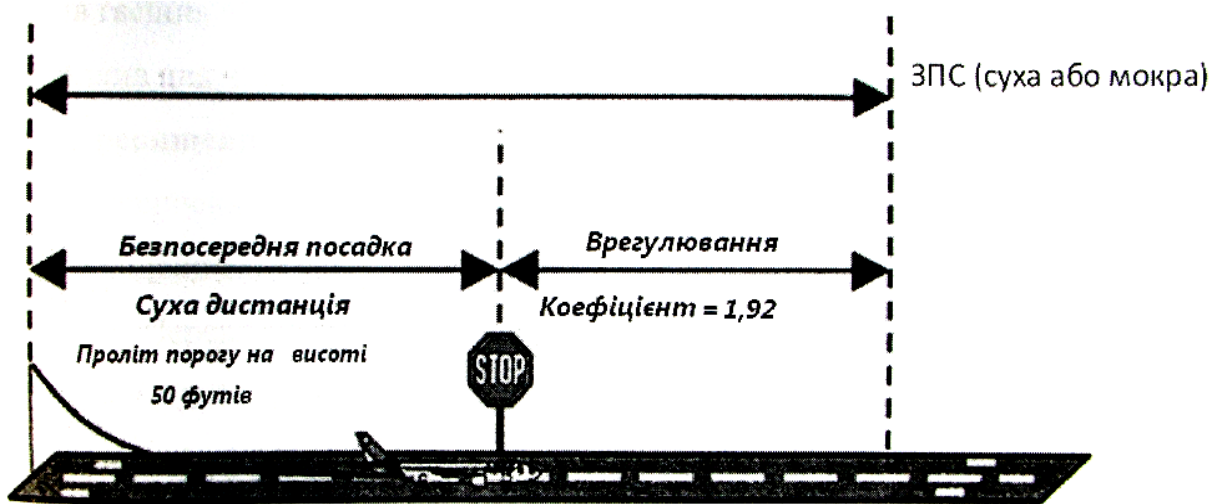 ЗПС (суха або мокра)
Безпосередня посадка
Врегулювання
Суха дистанція
Коефіцієнт = 1,92
Проліт порогу на висоті
50 футів
STOP